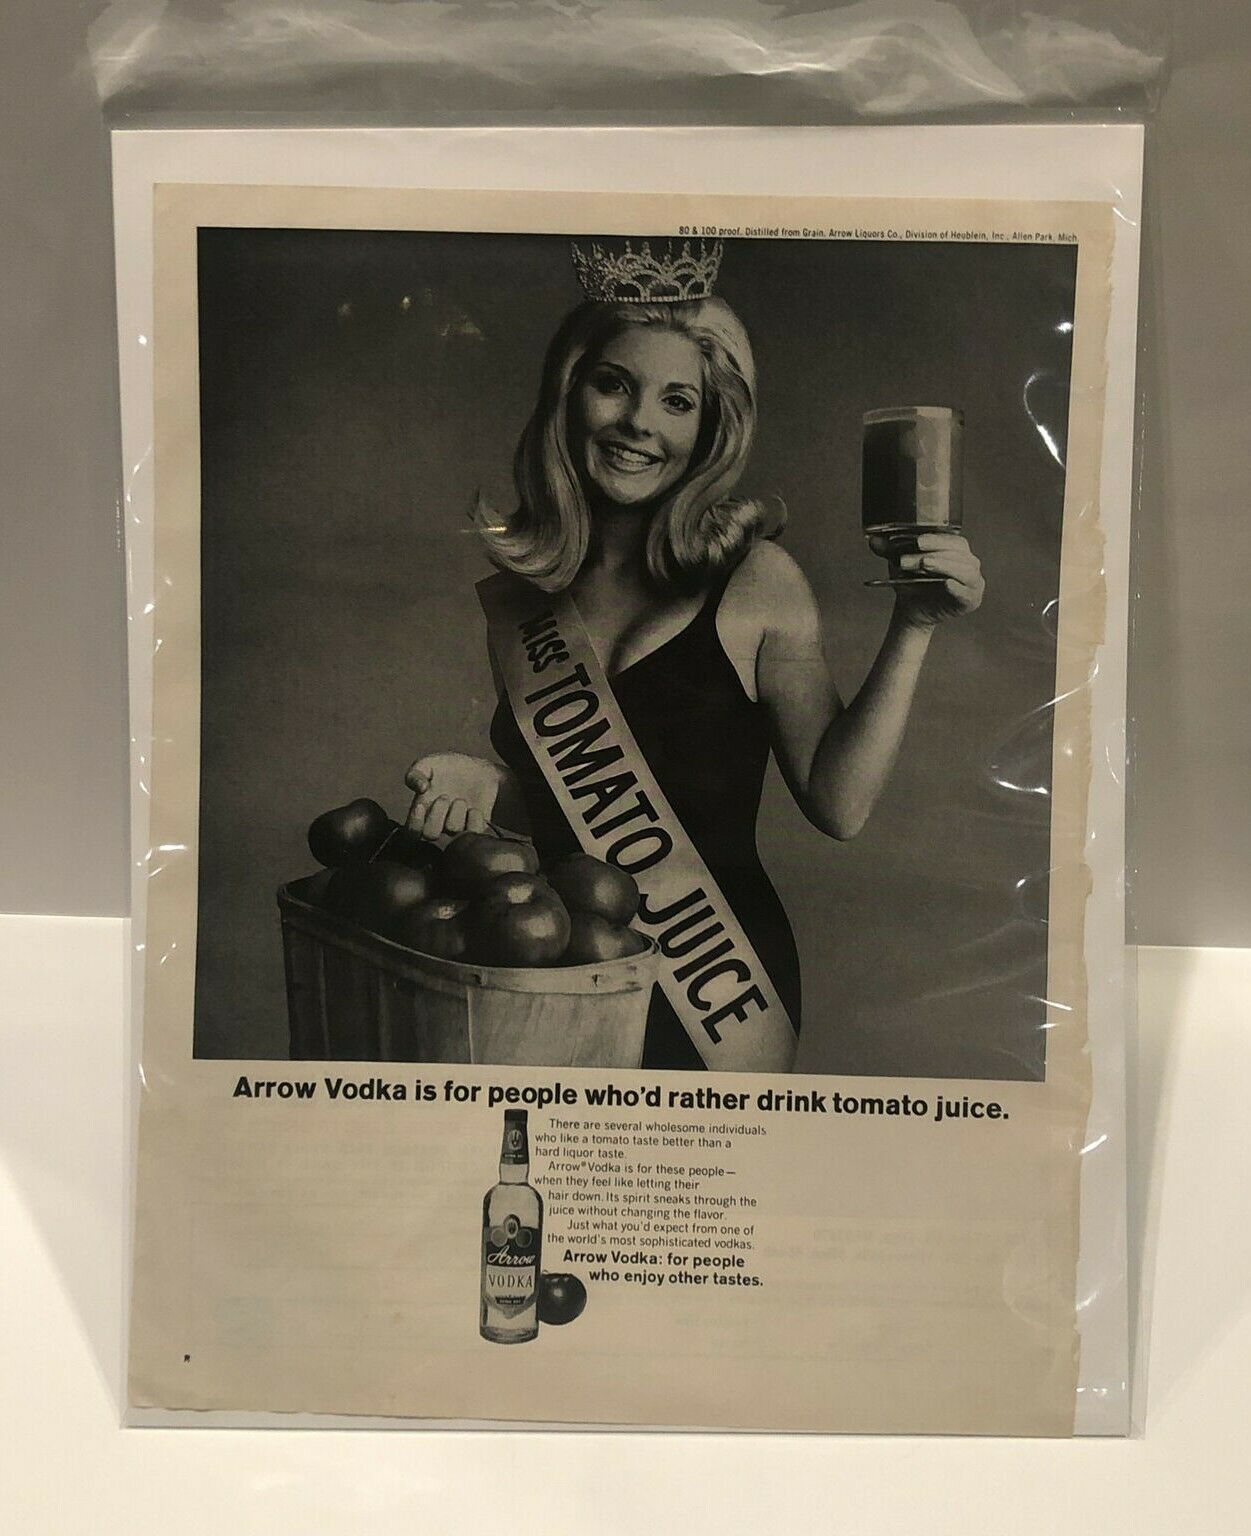 80 & 100 proof. Distilled from Grain. Arrow Liquors Co., Division of Heublein, Inc., Allen Park, Mich
MISS TOMATO JUICE
Arrow Vodka is for people who'd rather drink tomato juice.
There are several wholesome individuals
who like a tomato taste better than a
hard liquor taste.
Arrow® Vodka is for these people—
when they feel like letting their
hair down. Its spirit sneaks through the
juice without changing the flavor.
Just what you'd expect from one of
the world's most sophisticated vodkas.
Arrow Vodka: for people
who enjoy other tastes.
Arrow
VODKA